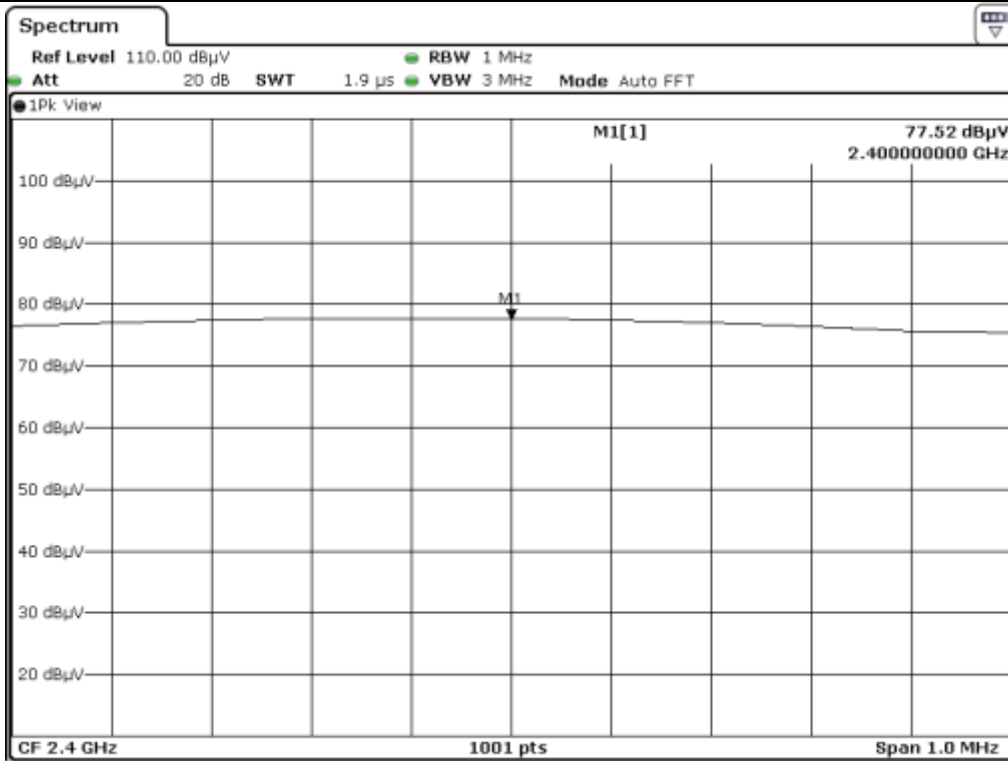 Spectrum
Ref Level 110.00 dBµV RBW 1 MHz
Att 20 dB SWT 1.9 µs VBW 3 MHz Mode Auto FFT
1Pk View
M1[1] 77.52 dBµV
2.400000000 GHz
100 dBµV
90 dBµV
80 dBµV
M1
70 dBµV
60 dBµV
50 dBµV
40 dBµV
30 dBµV
20 dBµV
CF 2.4 GHz 1001 pts Span 1.0 MHz